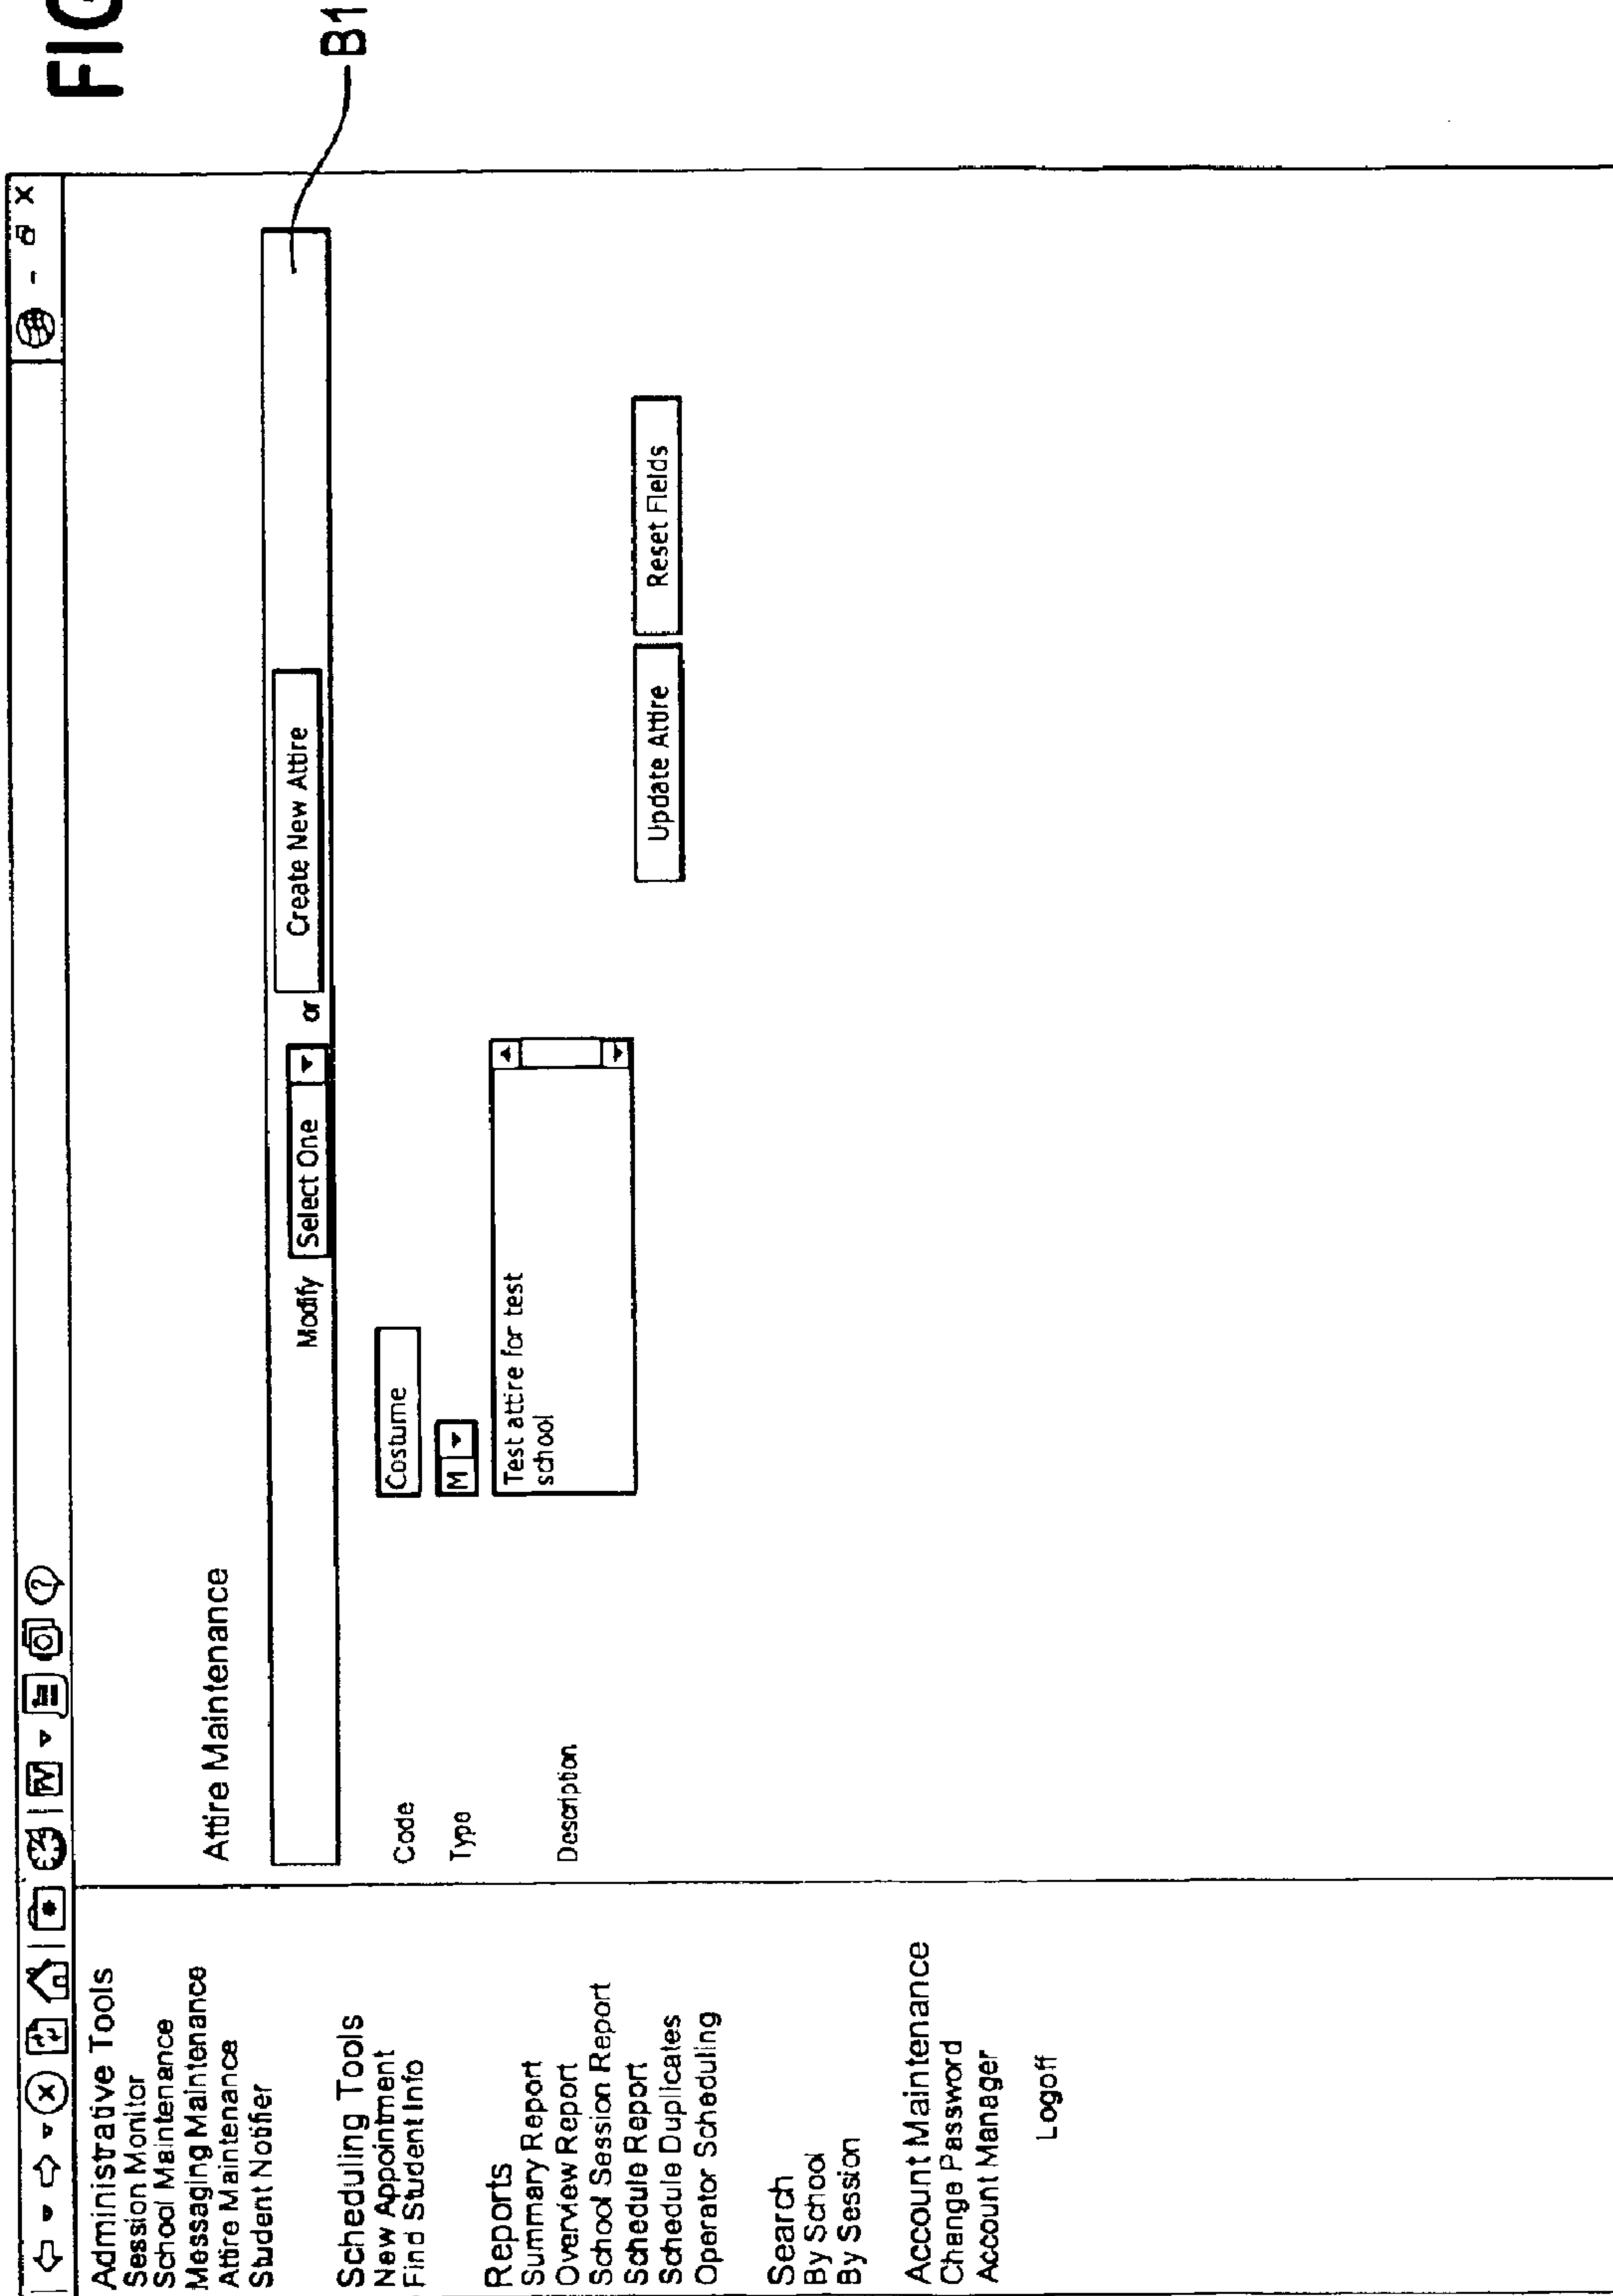 FIG
B1
Administrative Tools
Session Monitor
School Maintenance
Messaging Maintenance
Attire Maintenance
Student Notifier
Scheduling Tools
New Appointment
Find Student Info
Reports
Summary Report
Overview Report
School Session Report
Schedule Report
Schedule Duplicates
Operator Scheduling
Search
By School
By Session
Account Maintenance
Change Password
Account Manager
Logoff
Attire Maintenance
Modify Select One or Create New Attire
Code Costume
Type M
Description Test attire for test
school
Update Attire Reset Fields